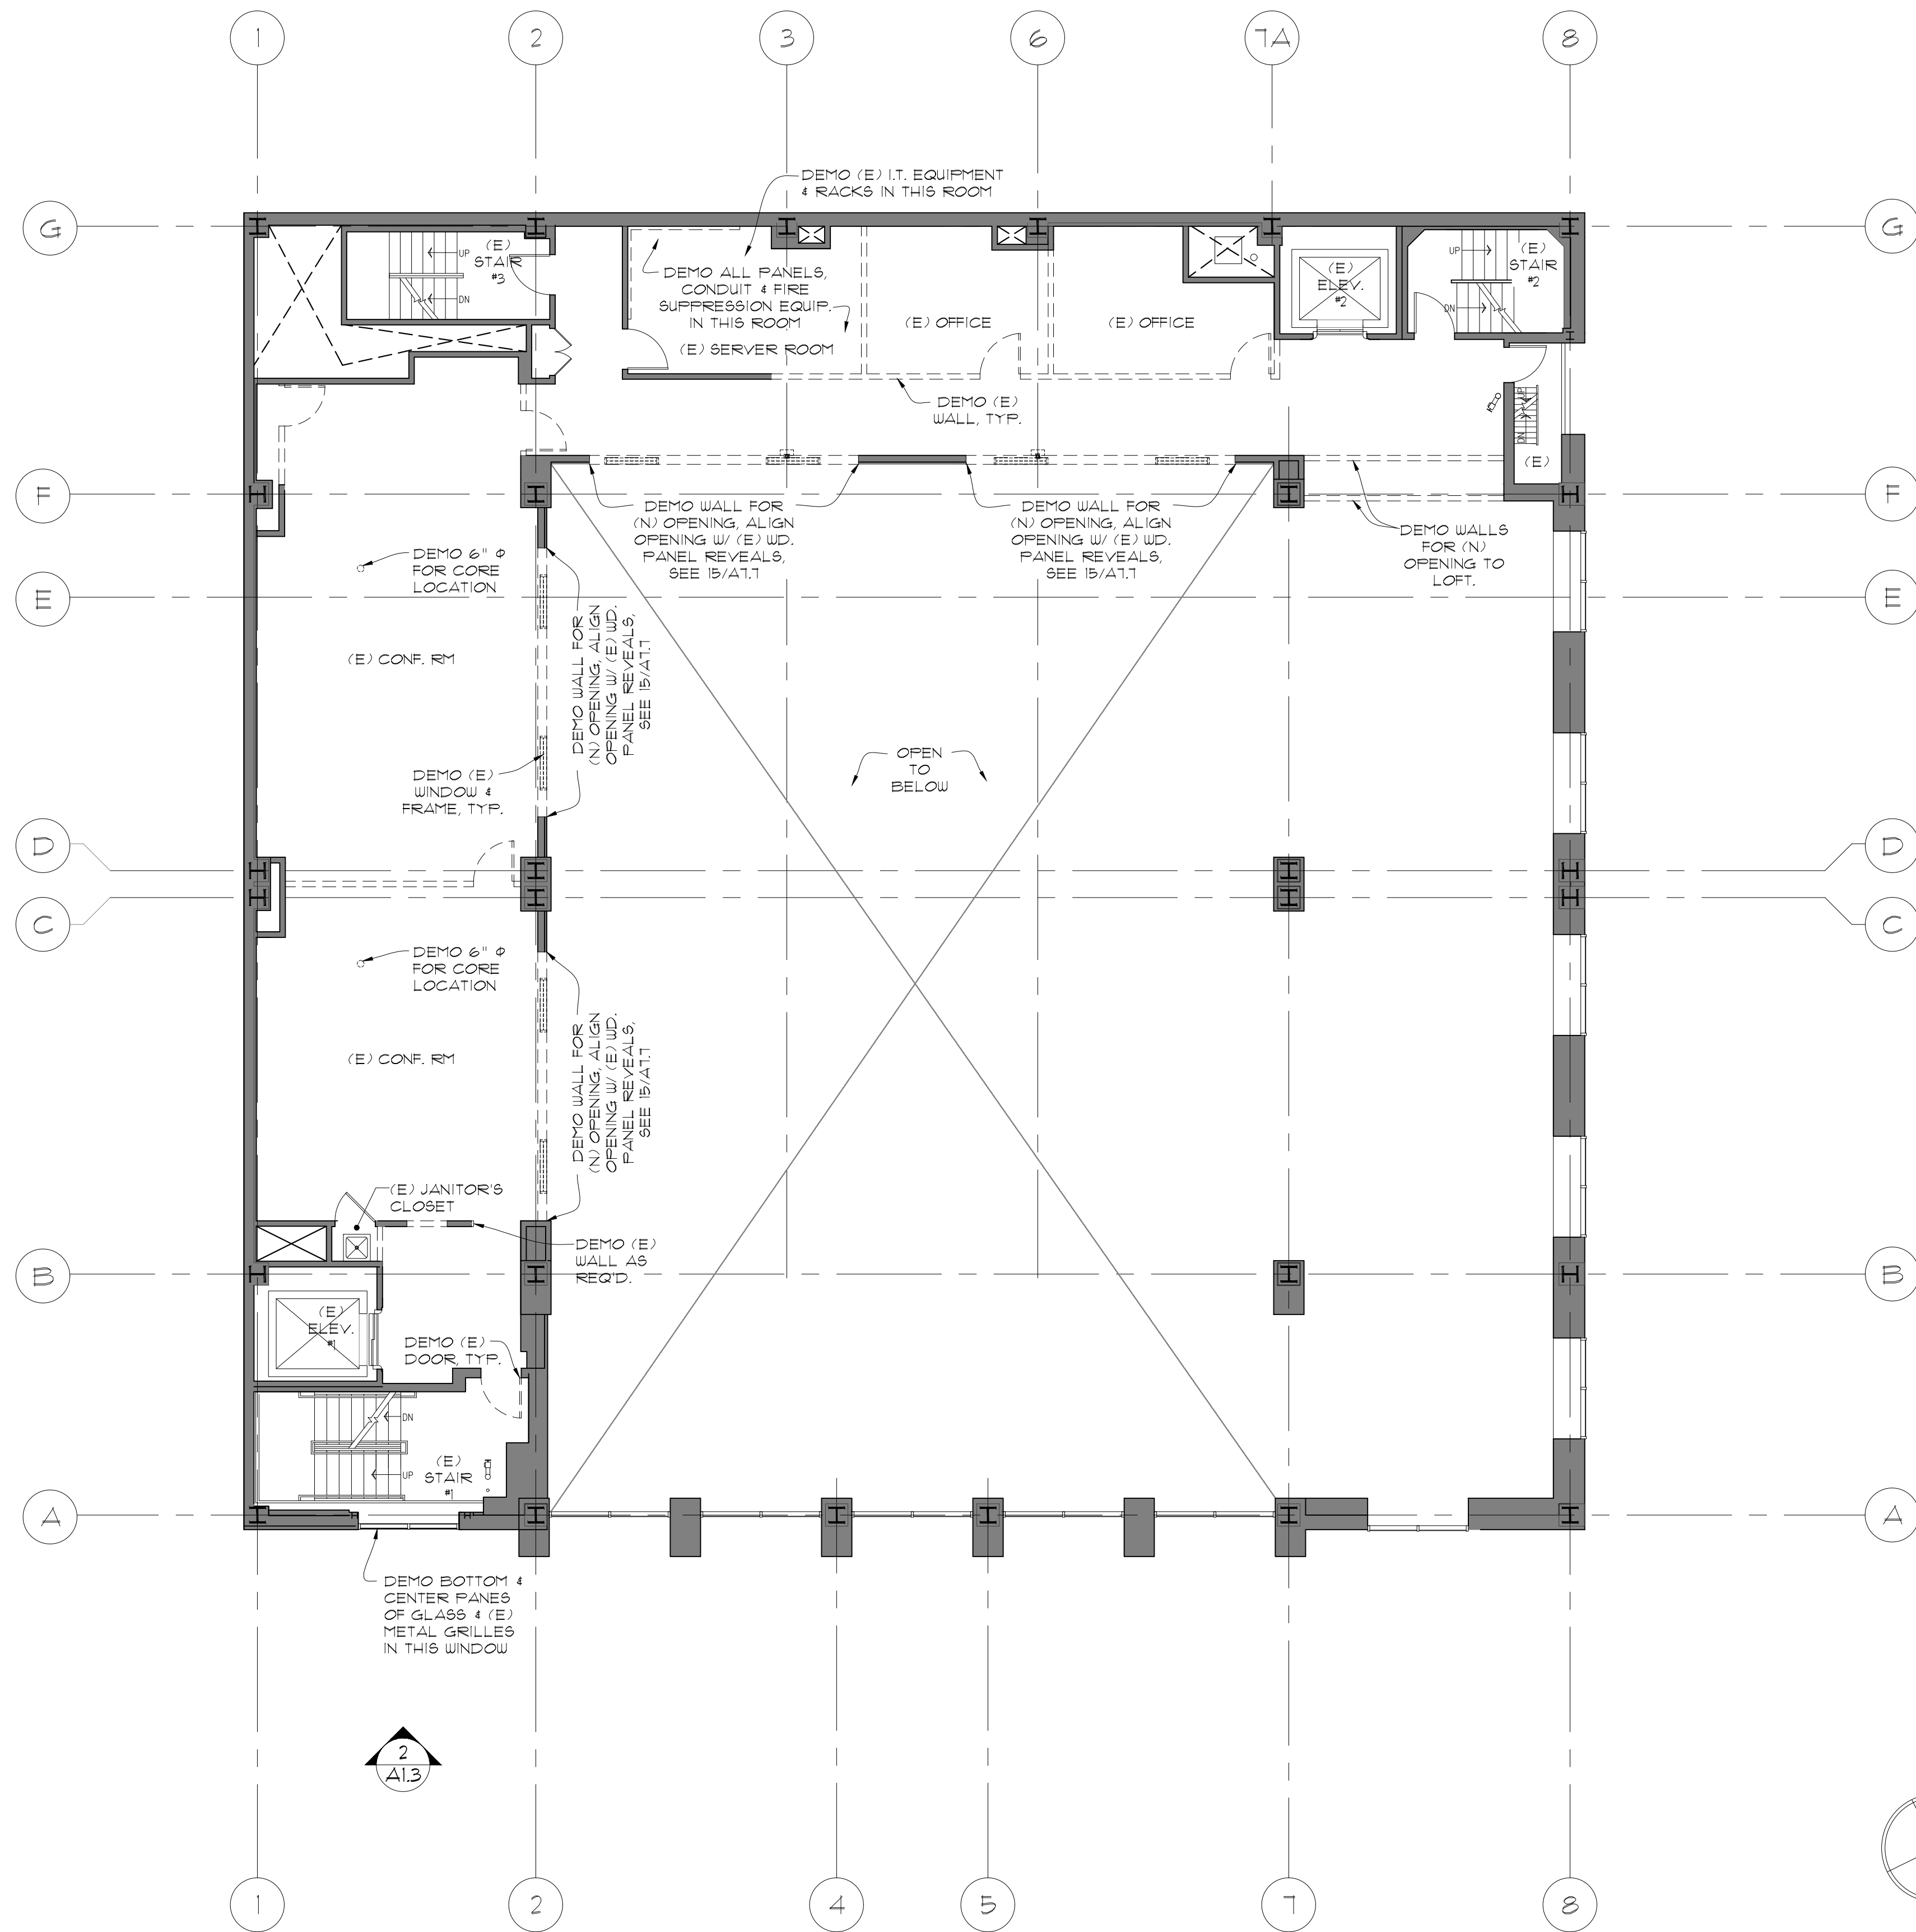 1
2
3
6
7A
8
G
G
DEMO (E) I.T. EQUIPMENT
& RACKS IN THIS ROOM
(E)
STAIR
#3
UP
DN
DEMO ALL PANELS,
CONDUIT & FIRE
SUPPRESSION EQUIP.
IN THIS ROOM
(E) SERVER ROOM
(E) OFFICE
(E) OFFICE
(E)
ELEV.
#2
UP
DN
(E)
STAIR
#2
DEMO (E)
WALL, TYP.
UP
DN
(E)
F
F
DEMO WALL FOR
(N) OPENING, ALIGN
OPENING W/ (E) WD.
PANEL REVEALS,
SEE 15/A7.7
DEMO WALL FOR
(N) OPENING, ALIGN
OPENING W/ (E) WD.
PANEL REVEALS,
SEE 15/A7.7
DEMO WALLS
FOR (N)
OPENING TO
LOFT.
DEMO 6" Φ
FOR CORE
LOCATION
E
E
DEMO WALL FOR
(N) OPENING, ALIGN
OPENING W/ (E) WD.
PANEL REVEALS,
SEE 15/A7.7
(E) CONF. RM
DEMO (E)
WINDOW &
FRAME, TYP.
OPEN
TO
BELOW
D
D
C
C
DEMO 6" Φ
FOR CORE
LOCATION
DEMO WALL FOR
(N) OPENING, ALIGN
OPENING W/ (E) WD.
PANEL REVEALS,
SEE 15/A7.7
(E) CONF. RM
(E) JANITOR'S
CLOSET
DEMO (E)
WALL AS
REQ'D.
B
B
(E)
ELEV.
#1
DEMO (E)
DOOR, TYP.
DN
UP
(E)
STAIR
#1
A
A
DEMO BOTTOM &
CENTER PANES
OF GLASS & (E)
METAL GRILLES
IN THIS WINDOW
2
A1.3
1
2
4
5
7
8